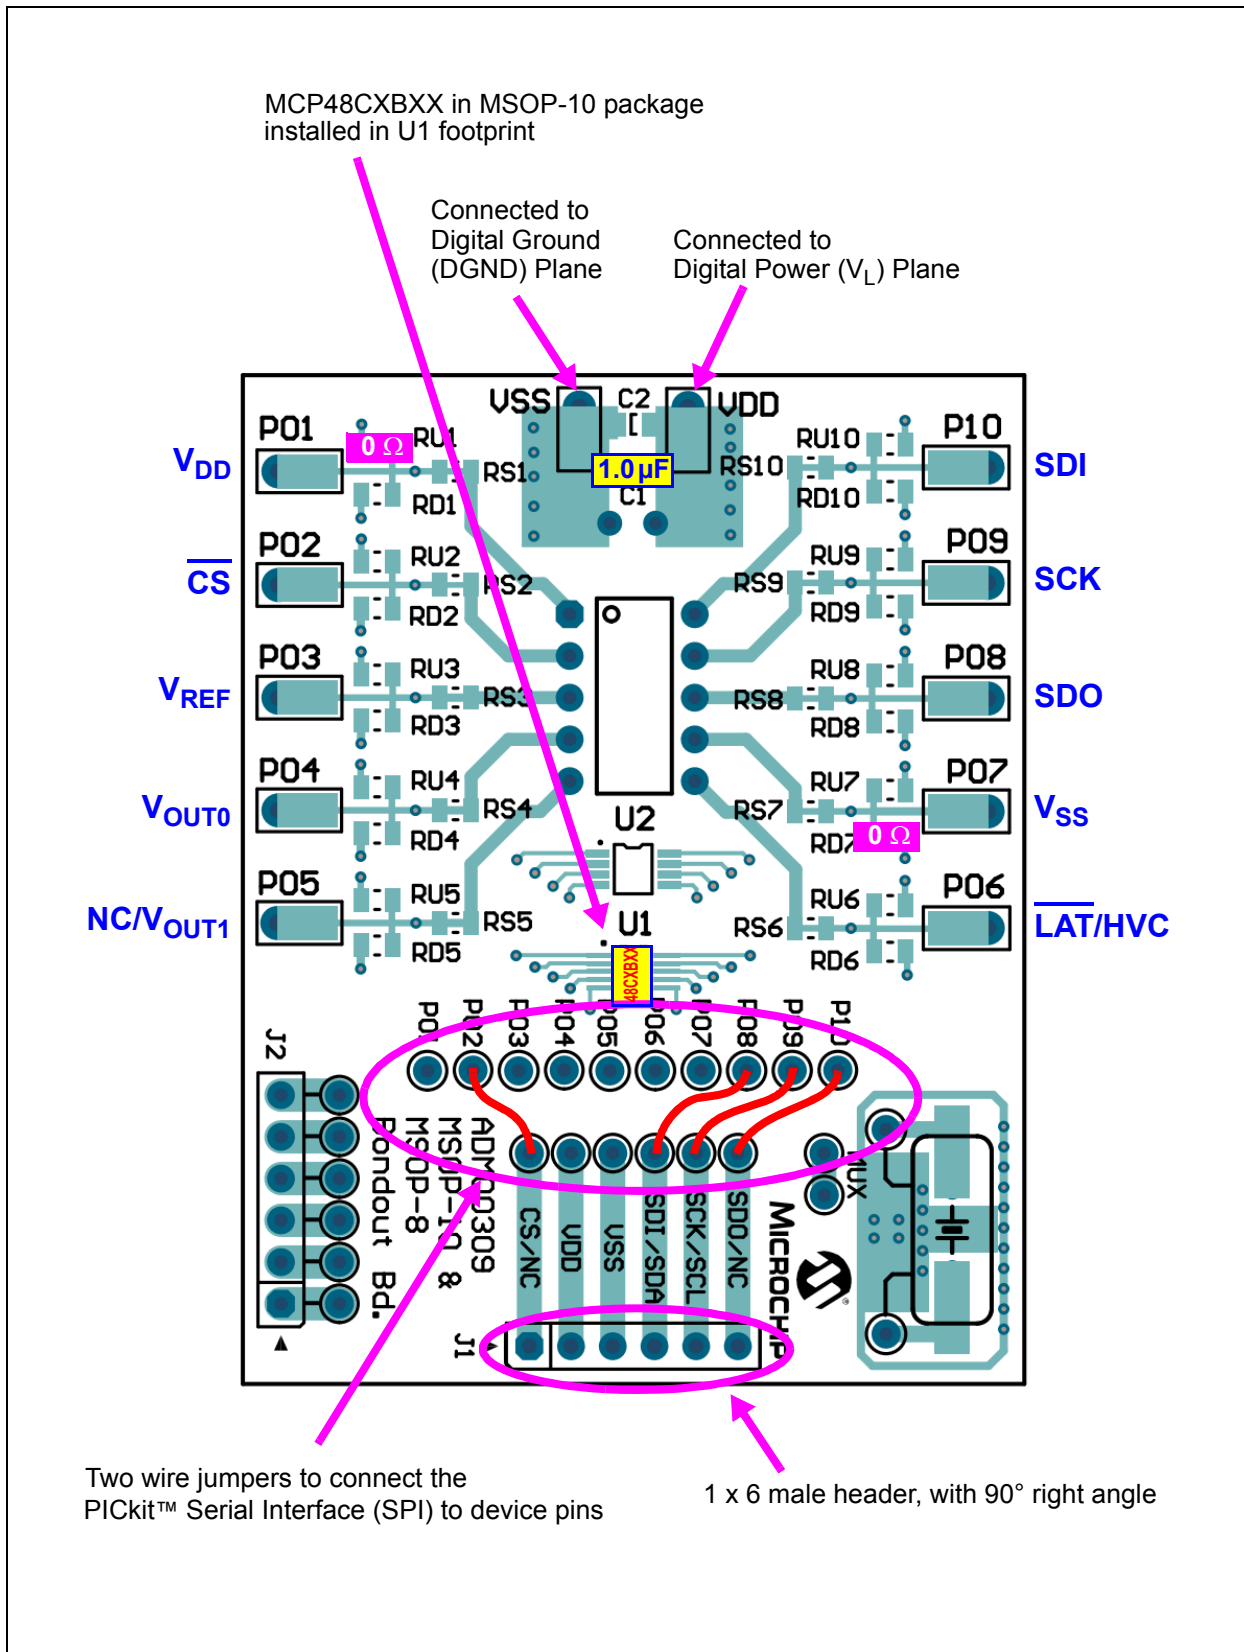 MCP48CXBXX in MSOP-10 package
installed in U1 footprint
Connected to
Digital Ground
(DGND) Plane
Connected to
Digital Power (VL) Plane
VSS
C2
VDD
1.0 µF
C1
P01
VDD
0 Ω
RU1
RS1
RD1
P02
CS
RU2
RS2
RD2
P03
VREF
RU3
RS3
RD3
P04
VOUT0
RU4
RS4
RD4
P05
NC/VOUT1
RU5
RS5
RD5
RU10
P10
RS10
SDI
RD10
RU9
P09
RS9
SCK
RD9
RU8
P08
RS8
SDO
RD8
RU7
P07
RS7
VSS
RD7
0 Ω
RU6
P06
RS6
LAT/HVC
RD6
U2
U1
48CXBXX
P01 P02 P03 P04 P05 P06 P07 P08 P09 P10
J2
ADM00309
MSOP-10 &
MSOP-8
Bondout Bd.
CS/NC
VDD
VSS
SDI/SDA
SCK/SCL
SDO/NC
MICROCHIP
®
MUX
J1
Two wire jumpers to connect the
PICkit™ Serial Interface (SPI) to device pins
1 x 6 male header, with 90° right angle